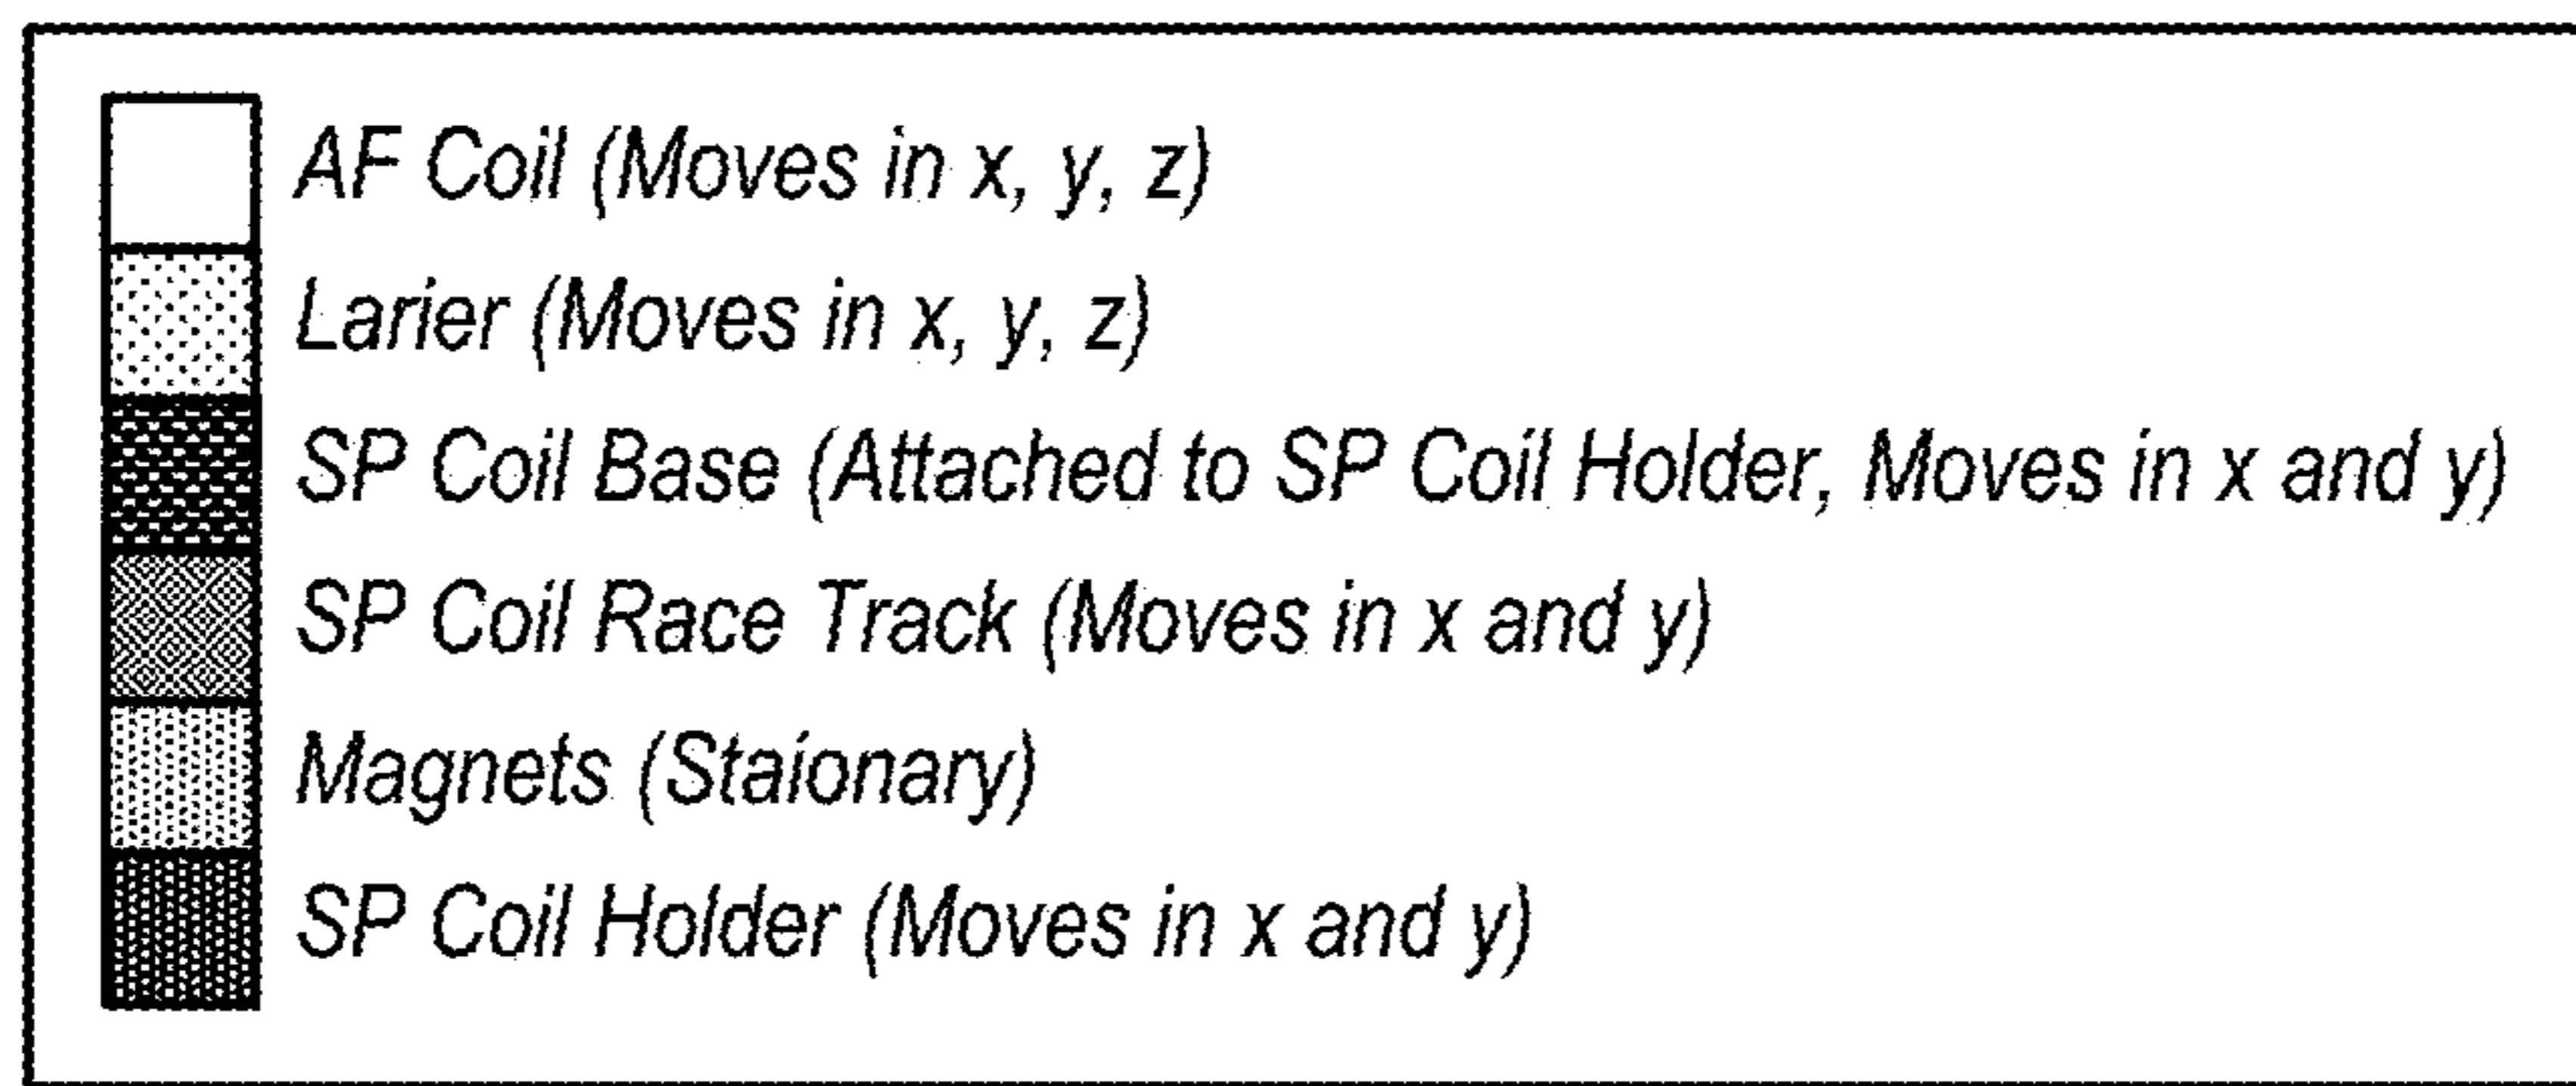 AF Coil (Moves in x, y, z)
Larier (Moves in x, y, z)
SP Coil Base (Attached to SP Coil Holder, Moves in x and y)
SP Coil Race Track (Moves in x and y)
Magnets (Staionary)
SP Coil Holder (Moves in x and y)